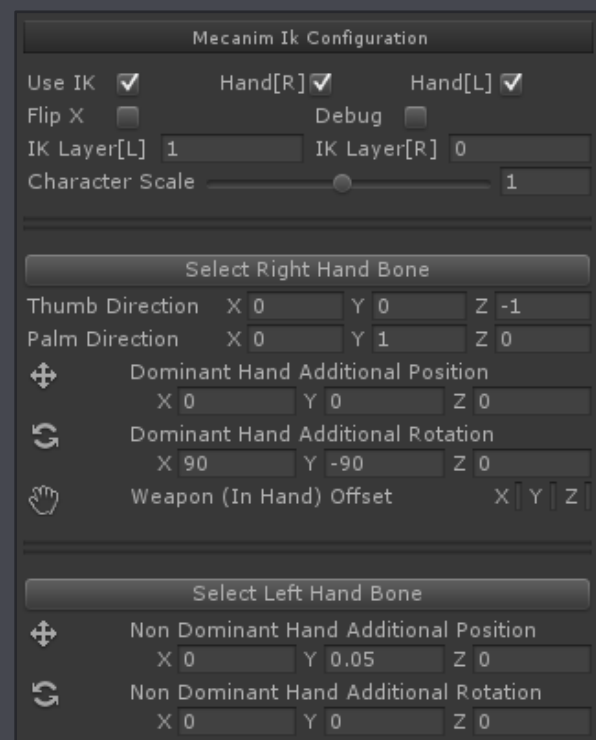 Mecanim Ik Configuration
Use IK Hand[R] Hand[L]
Flip X Debug
IK Layer[L] 1 IK Layer[R] 0
Character Scale 1
Select Right Hand Bone
Thumb Direction X 0 Y 0 Z -1
Palm Direction X 0 Y 1 Z 0
Dominant Hand Additional Position
X 0 Y 0 Z 0
Dominant Hand Additional Rotation
X 90 Y -90 Z 0
Weapon (In Hand) Offset X Y Z
Select Left Hand Bone
Non Dominant Hand Additional Position
X 0 Y 0.05 Z 0
Non Dominant Hand Additional Rotation
X 0 Y 0 Z 0